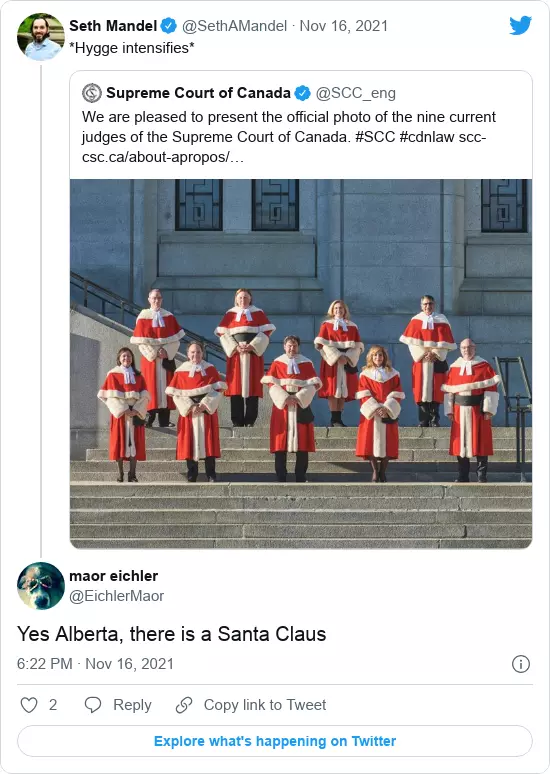 Seth Mandel @SethAMandel · Nov 16, 2021
*Hygge intensifies*
Supreme Court of Canada @SCC_eng
We are pleased to present the official photo of the nine current
judges of the Supreme Court of Canada. #SCC #cdnlaw scc-
csc.ca/about-apropos/…
maor eichler
@EichlerMaor
Yes Alberta, there is a Santa Claus
6:22 PM · Nov 16, 2021
2 Reply Copy link to Tweet
Explore what's happening on Twitter